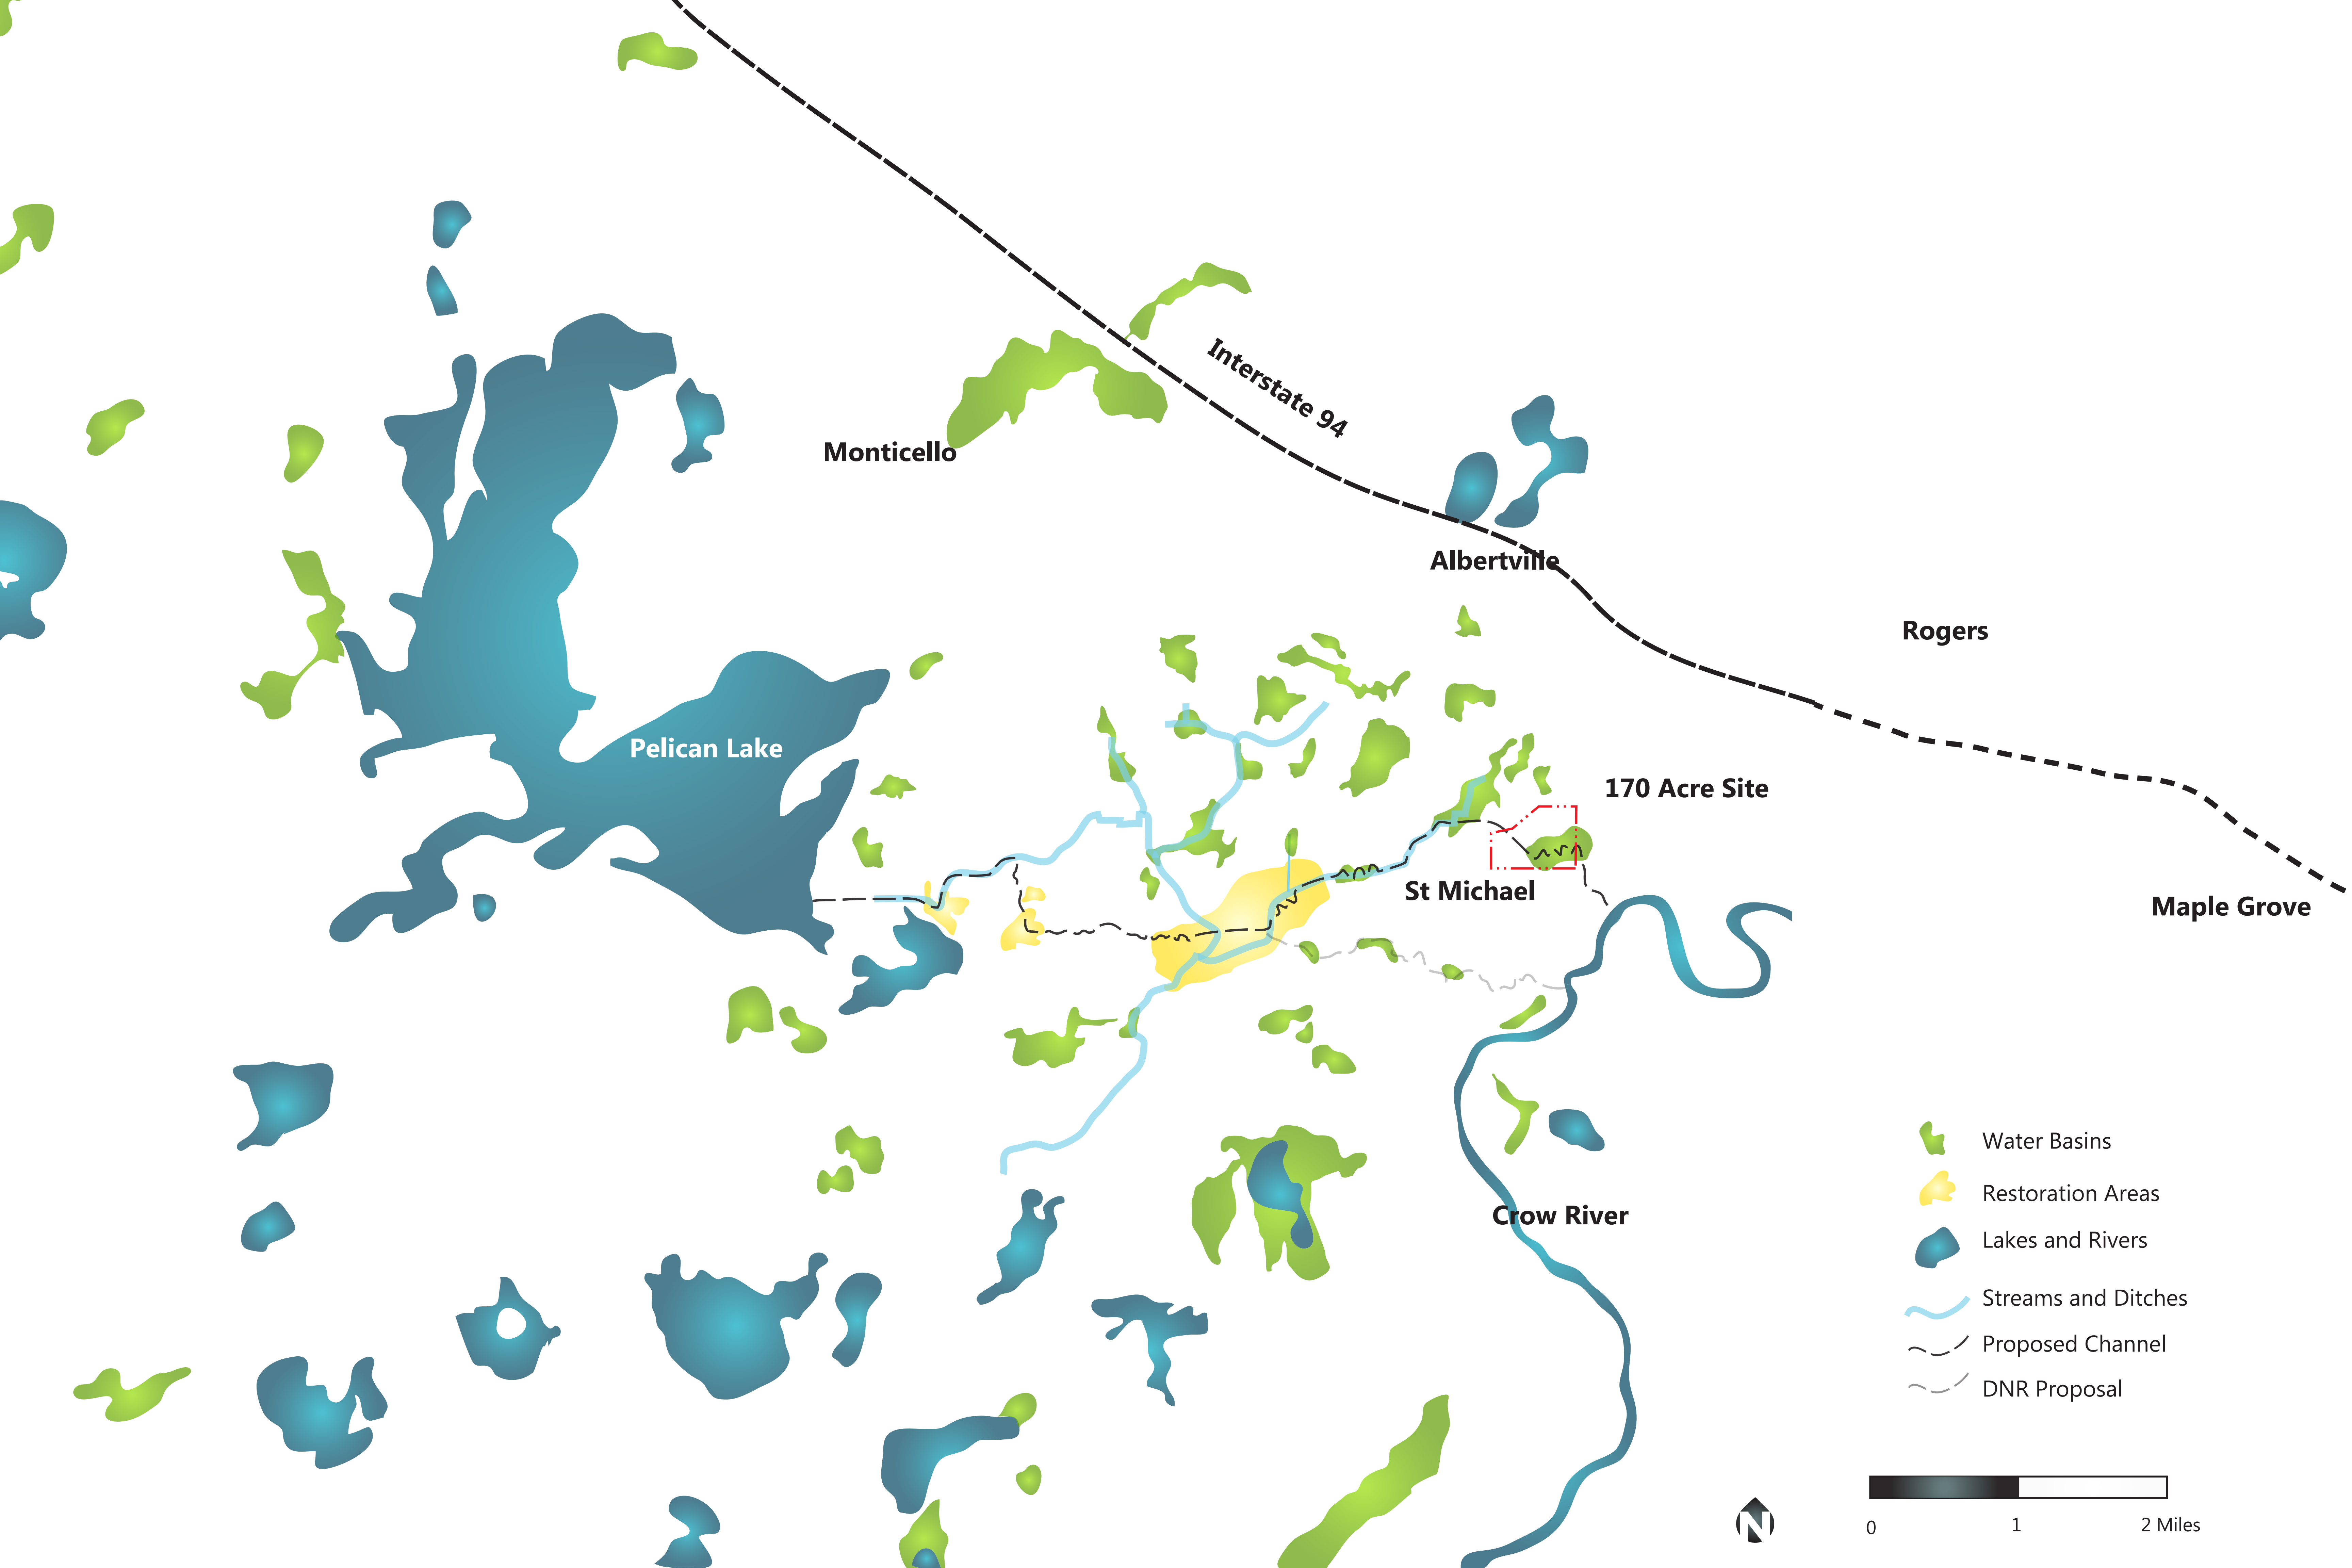 Interstate 94
Monticello
Albertville
Rogers
Pelican Lake
170 Acre Site
St Michael
Maple Grove
Crow River
Water Basins
Restoration Areas
Lakes and Rivers
Streams and Ditches
Proposed Channel
DNR Proposal
N
0 1 2 Miles